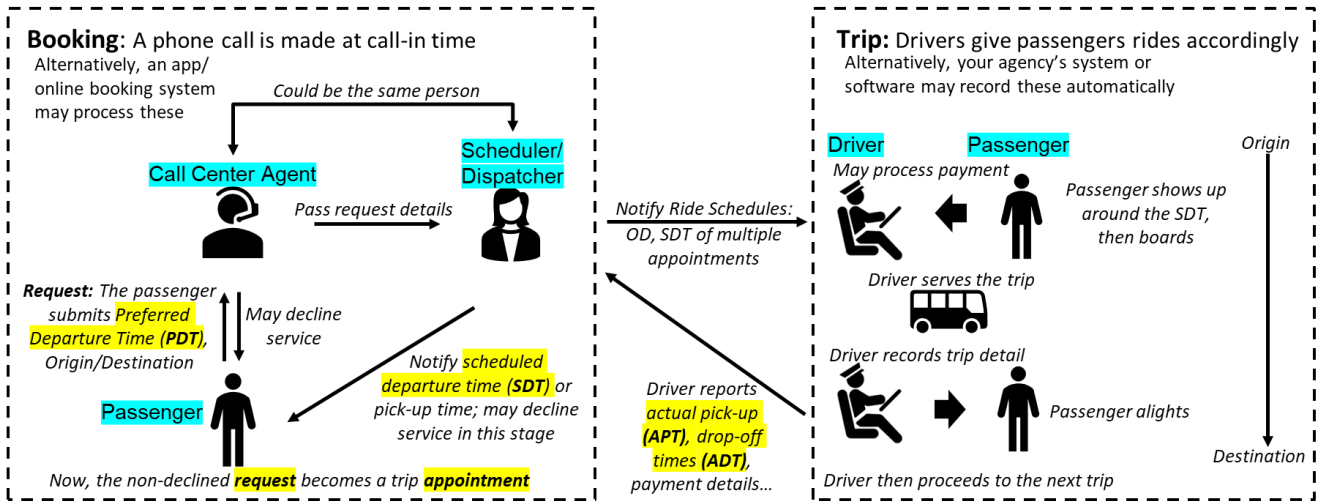 Booking: A phone call is made at call-in time
Alternatively, an app/
online booking system
may process these
Could be the same person
Call Center Agent
Scheduler/
Dispatcher
Pass request details
Request: The passenger
submits Preferred
Departure Time (PDT),
Origin/Destination
May decline
service
Passenger
Notify scheduled
departure time (SDT) or
pick-up time; may decline
service in this stage
Now, the non-declined request becomes a trip appointment
Notify Ride Schedules:
OD, SDT of multiple
appointments
Driver reports
actual pick-up
(APT), drop-off
times (ADT),
payment details...
Trip: Drivers give passengers rides accordingly
Alternatively, your agency's system or
software may record these automatically
Driver
Passenger
Origin
May process payment
Passenger shows up
around the SDT,
then boards
Driver serves the trip
Driver records trip detail
Passenger alights
Destination
Driver then proceeds to the next trip